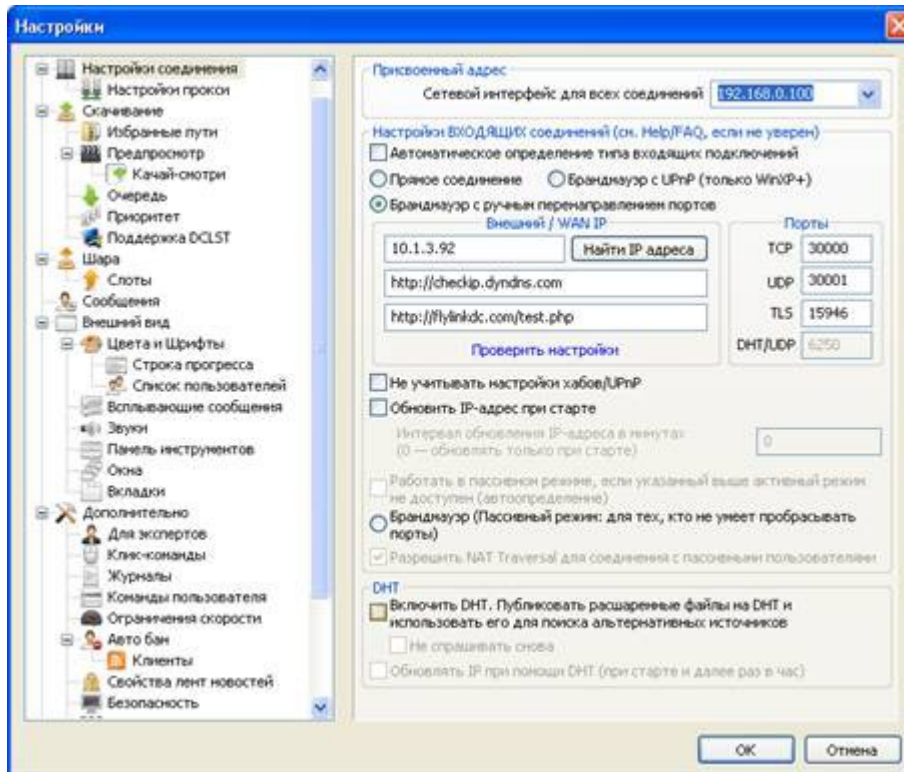 Настройки
Настройки соединения
Настройки прокси
Скачивание
Избранные пути
Предпросмотр
Качай-смотри
Очередь
Приоритет
Поддержка DCLST
Шара
Слоты
Сообщения
Внешний вид
Цвета и Шрифты
Строка прогресса
Список пользователей
Всплывающие сообщения
Звуки
Панель инструментов
Окна
Вкладки
Дополнительно
Для экспертов
Клик-команды
Журналы
Команды пользователя
Ограничения скорости
Авто бан
Клиенты
Свойства лент новостей
Безопасность
Присвоенный адрес
Сетевой интерфейс для всех соединений 192.168.0.100
Настройки ВХОДЯЩИХ соединений (см. Help/FAQ, если не уверен)
Автоматическое определение типа входящих подключений
Прямое соединение Брандмауэр с UPnP (только WinXP+)
Брандмауэр с ручным перенаправлением портов
Внешний / WAN IP
10.1.3.92 Найти IP адреса
http://checkip.dyndns.com
http://flylinkdc.com/test.php
Проверить настройки
Порты
TCP 30000
UDP 30001
TLS 15946
DHT/UDP 6250
Не учитывать настройки хабов/UPnP
Обновить IP-адрес при старте
Интервал обновления IP-адреса в минутах
(0 — обновлять только при старте) 0
Работать в пассивном режиме, если указанный выше активный режим
не доступен (автоопределение)
Брандмауэр (Пассивный режим: для тех, кто не умеет пробрасывать
порты)
Разрешить NAT Traversal для соединения с пассивными пользователями
DHT
Включить DHT. Публиковать расшаренные файлы на DHT и
использовать его для поиска альтернативных источников
Не спрашивать снова
Обновлять IP при помощи DHT (при старте и далее раз в час)
OK Отмена